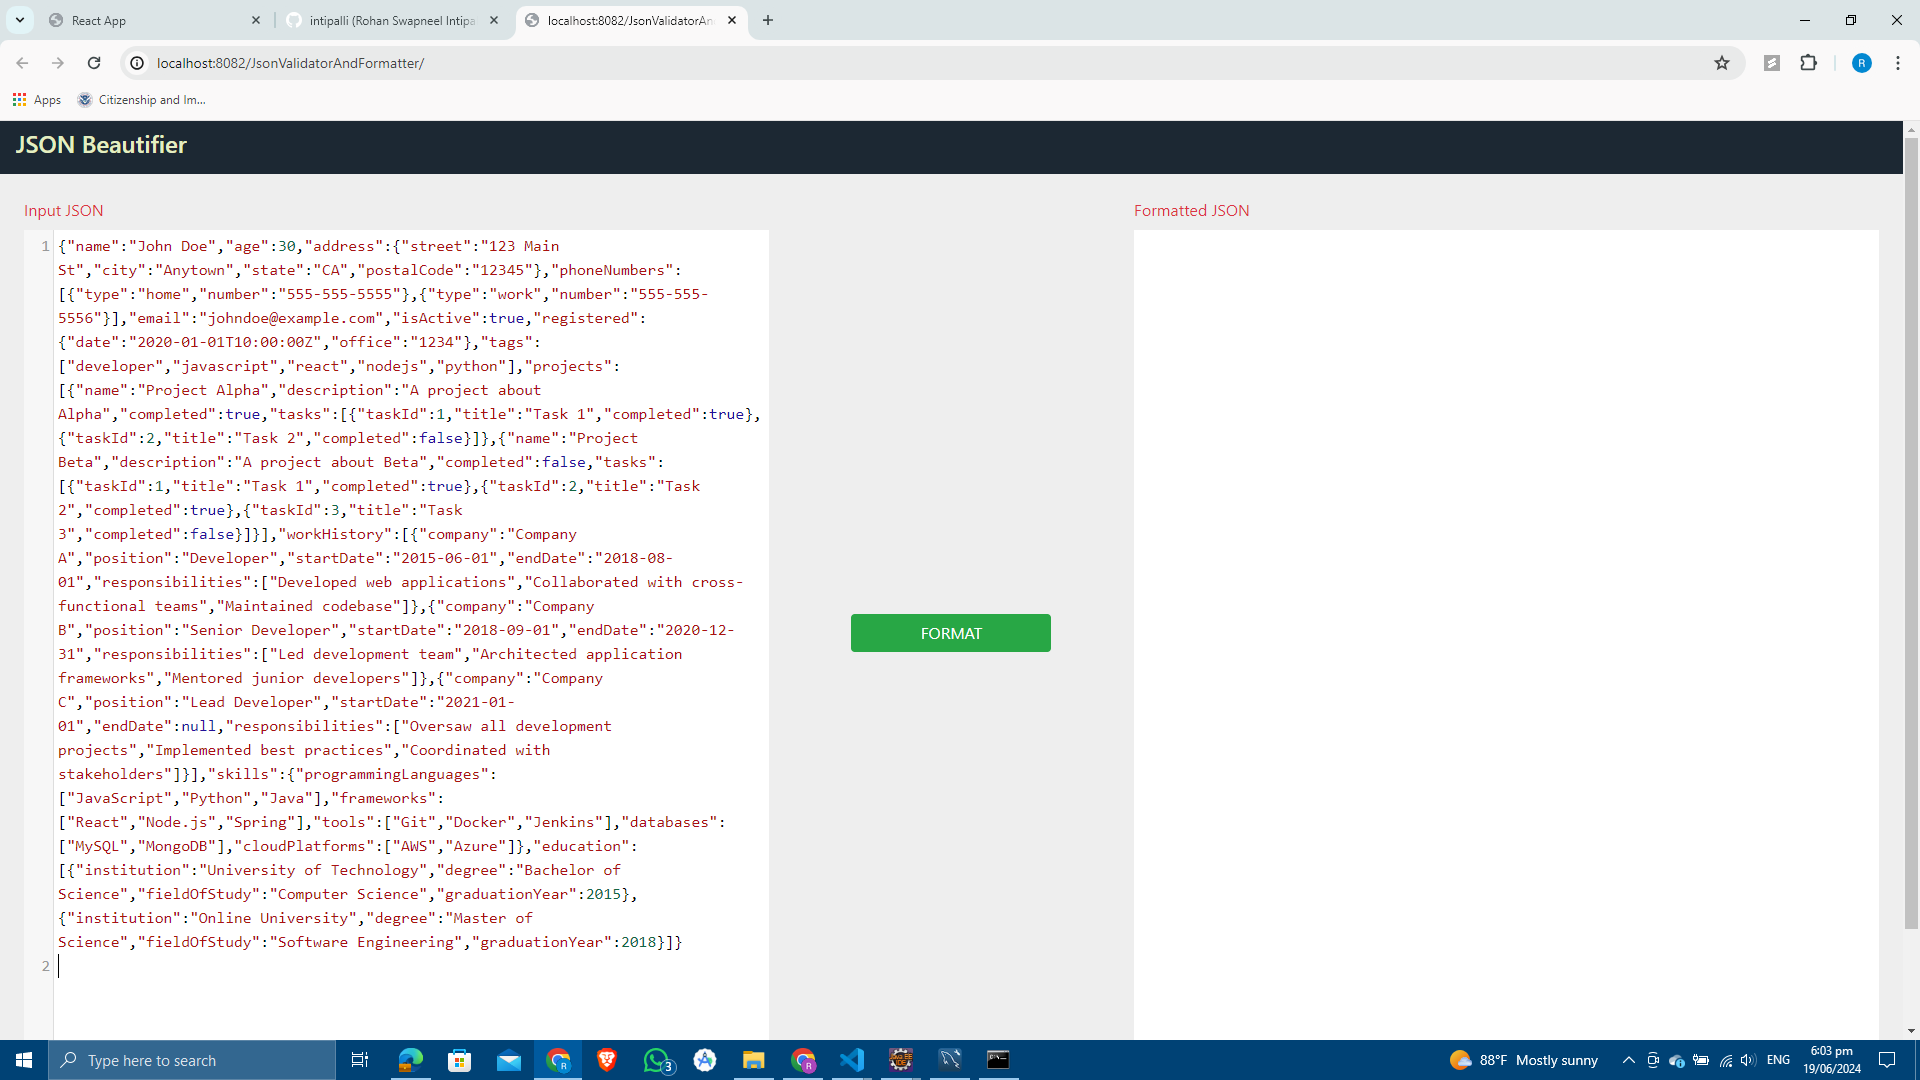 React App
intipalli (Rohan Swapneel Intipa
localhost:8082/JsonValidatorAn
localhost:8082/JsonValidatorAndFormatter/
R
Apps
Citizenship and Im...
JSON Beautifier
Input JSON
Formatted JSON
1
{"name":"John Doe","age":30,"address":{"street":"123 Main
St","city":"Anytown","state":"CA","postalCode":"12345"},"phoneNumbers":
[{"type":"home","number":"555-555-5555"},{"type":"work","number":"555-555-
5556"}],"email":"johndoe@example.com","isActive":true,"registered":
{"date":"2020-01-01T10:00:00Z","office":"1234"},"tags":
["developer","javascript","react","nodejs","python"],"projects":
[{"name":"Project Alpha","description":"A project about
Alpha","completed":true,"tasks":[{"taskId":1,"title":"Task 1","completed":true},
{"taskId":2,"title":"Task 2","completed":false}]},{"name":"Project
Beta","description":"A project about Beta","completed":false,"tasks":
[{"taskId":1,"title":"Task 1","completed":true},{"taskId":2,"title":"Task
2","completed":true},{"taskId":3,"title":"Task
3","completed":false}]}],"workHistory":[{"company":"Company
A","position":"Developer","startDate":"2015-06-01","endDate":"2018-08-
01","responsibilities":["Developed web applications","Collaborated with cross-
functional teams","Maintained codebase"]},{"company":"Company
B","position":"Senior Developer","startDate":"2018-09-01","endDate":"2020-12-
31","responsibilities":["Led development team","Architected application
frameworks","Mentored junior developers"]},{"company":"Company
C","position":"Lead Developer","startDate":"2021-01-
01","endDate":null,"responsibilities":["Oversaw all development
projects","Implemented best practices","Coordinated with
stakeholders"]}],"skills":{"programmingLanguages":
["JavaScript","Python","Java"],"frameworks":
["React","Node.js","Spring"],"tools":["Git","Docker","Jenkins"],"databases":
["MySQL","MongoDB"],"cloudPlatforms":["AWS","Azure"]},"education":
[{"institution":"University of Technology","degree":"Bachelor of
Science","fieldOfStudy":"Computer Science","graduationYear":2015},
{"institution":"Online University","degree":"Master of
Science","fieldOfStudy":"Software Engineering","graduationYear":2018}]}
2
FORMAT
Type here to search
3
88°F Mostly sunny
ENG
6:03 pm
19/06/2024